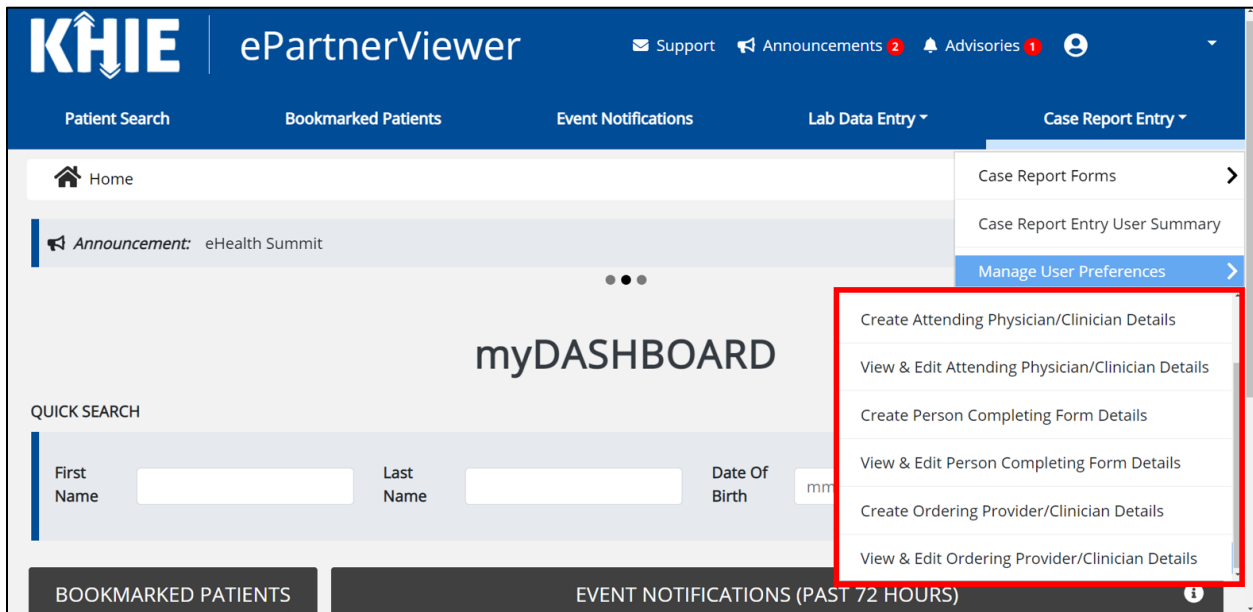 KHIE ePartnerViewer
Support Announcements 2 Advisories 1
Patient Search Bookmarked Patients Event Notifications Lab Data Entry Case Report Entry
Home
Case Report Forms
Case Report Entry User Summary
Announcement: eHealth Summit
Manage User Preferences
Create Attending Physician/Clinician Details
View & Edit Attending Physician/Clinician Details
Create Person Completing Form Details
View & Edit Person Completing Form Details
Create Ordering Provider/Clinician Details
View & Edit Ordering Provider/Clinician Details
myDASHBOARD
QUICK SEARCH
First Name
Last Name
Date Of Birth
mm
BOOKMARKED PATIENTS
EVENT NOTIFICATIONS (PAST 72 HOURS)